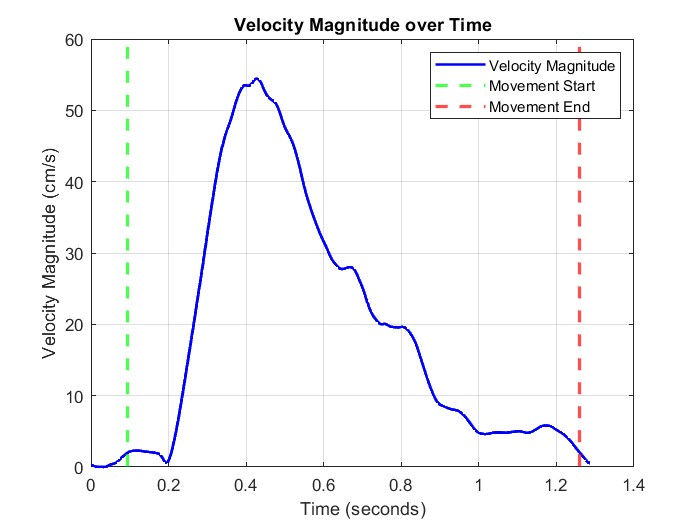 Velocity Magnitude over Time
60
50
40
30
20
10
0
Velocity Magnitude (cm/s)
Velocity Magnitude
Movement Start
Movement End
0 0.2 0.4 0.6 0.8 1 1.2 1.4
Time (seconds)